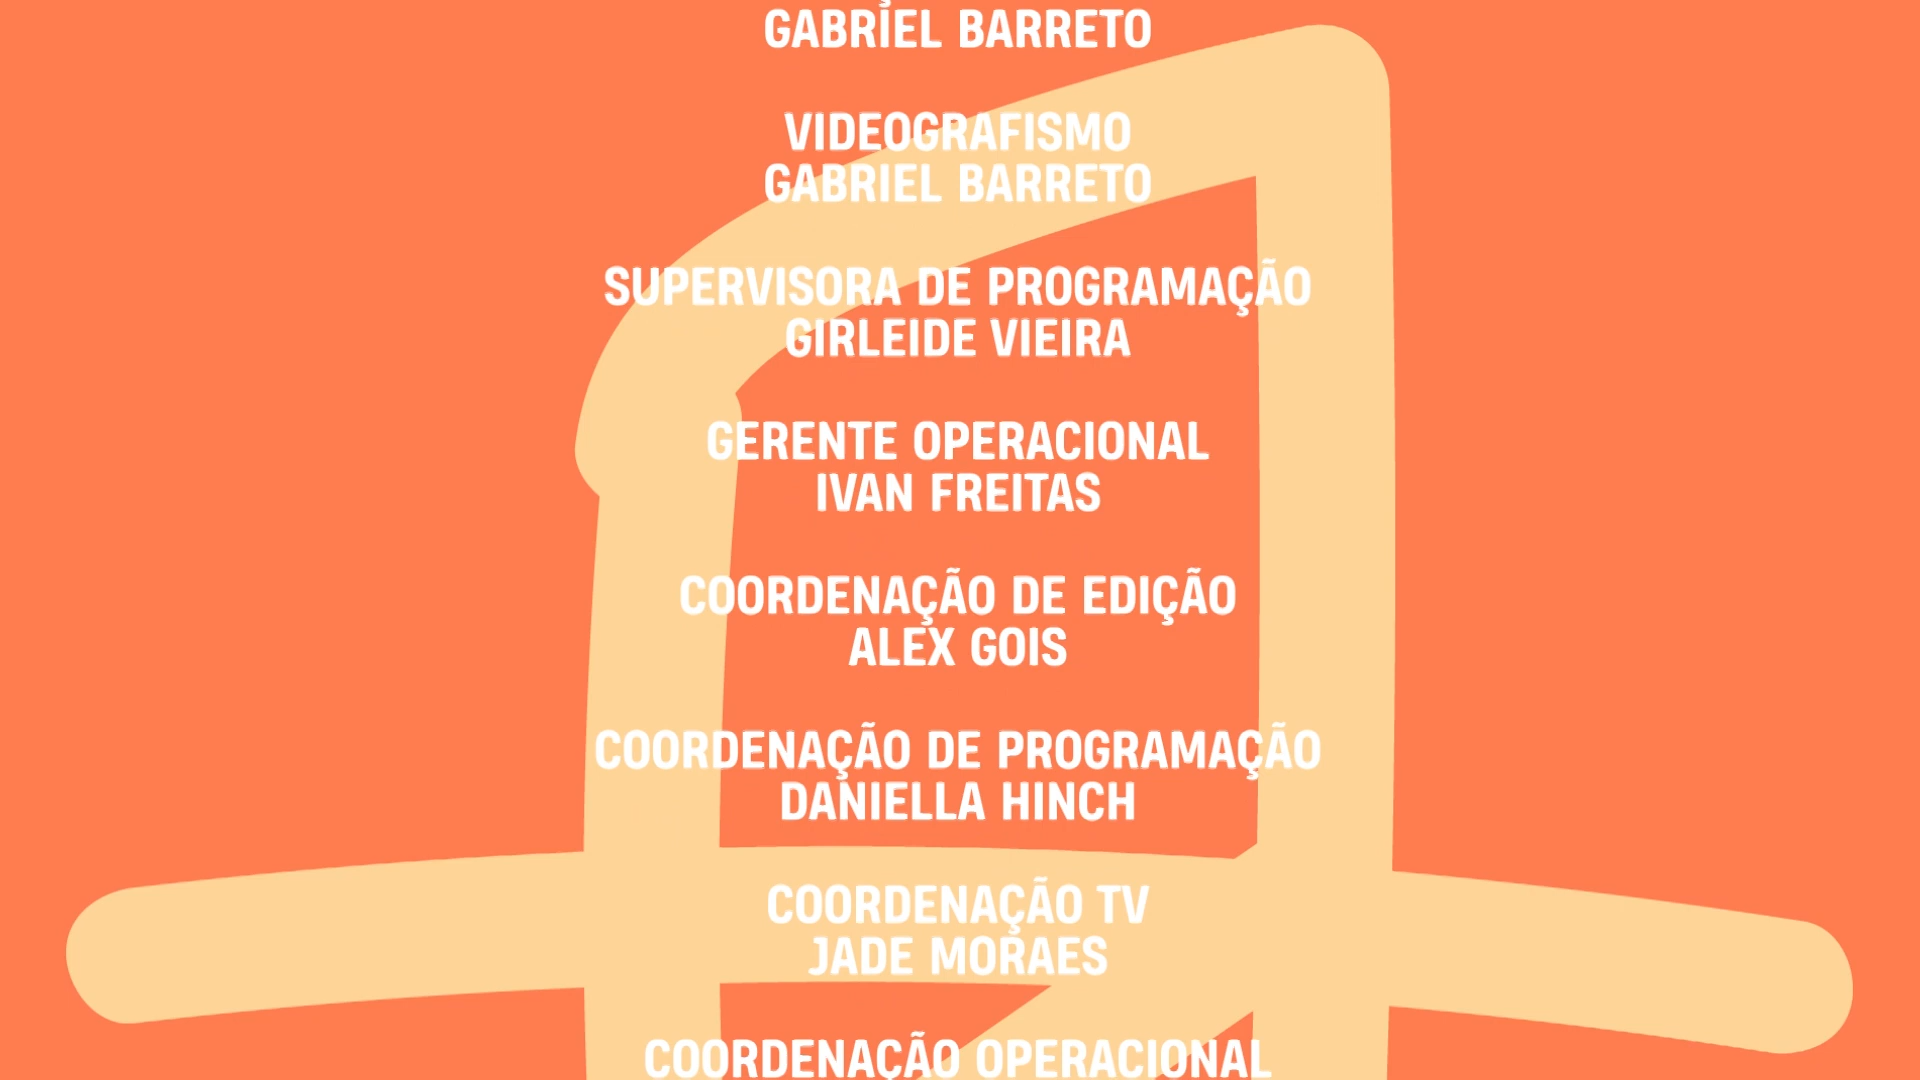 GABRIEL BARRETO
VIDEOGRAFISMO
GABRIEL BARRETO
SUPERVISORA DE PROGRAMAÇÃO
GIRLEIDE VIEIRA
GERENTE OPERACIONAL
IVAN FREITAS
COORDENAÇÃO DE EDIÇÃO
ALEX GOIS
COORDENAÇÃO DE PROGRAMAÇÃO
DANIELLA HINCH
COORDENAÇÃO TV
JADE MORAES
COORDENAÇÃO OPERACIONAL